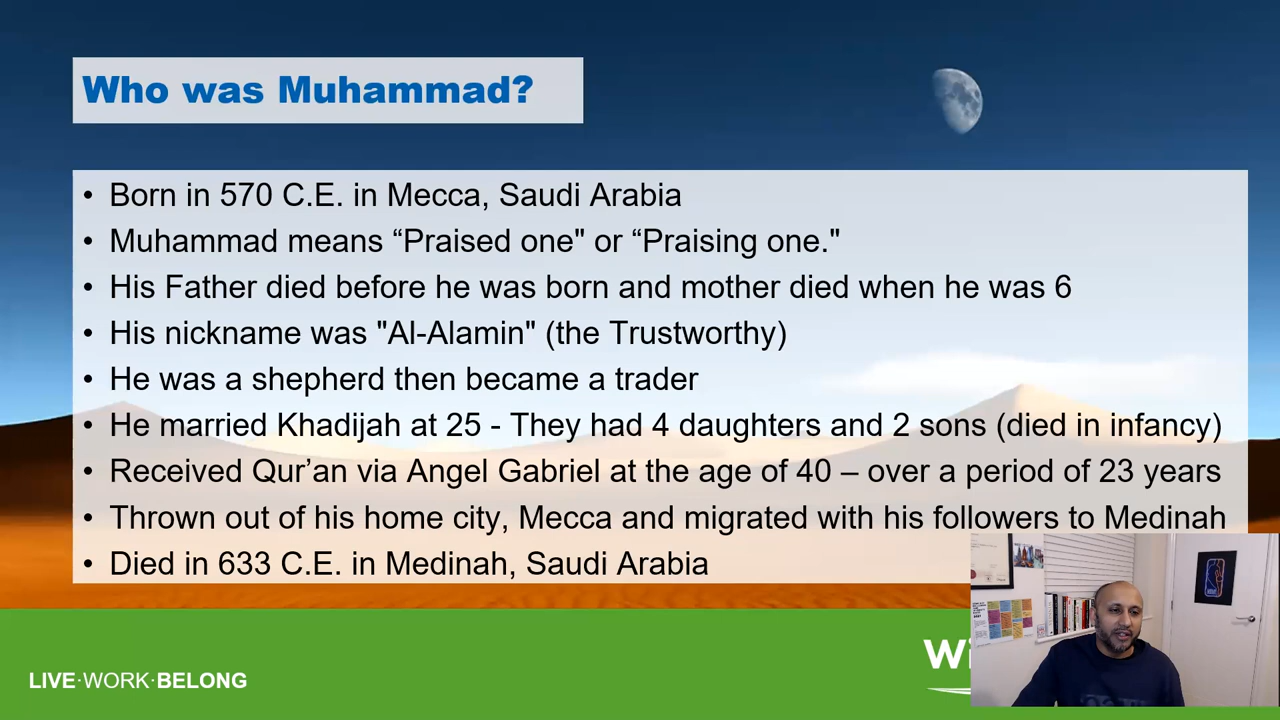 Who was Muhammad?
• Born in 570 C.E. in Mecca, Saudi Arabia
• Muhammad means “Praised one" or “Praising one."
• His Father died before he was born and mother died when he was 6
• His nickname was "Al-Alamin" (the Trustworthy)
• He was a shepherd then became a trader
• He married Khadijah at 25 - They had 4 daughters and 2 sons (died in infancy)
• Received Qur’an via Angel Gabriel at the age of 40 – over a period of 23 years
• Thrown out of his home city, Mecca and migrated with his followers to Medinah
• Died in 633 C.E. in Medinah, Saudi Arabia
LIVE·WORK·BELONG